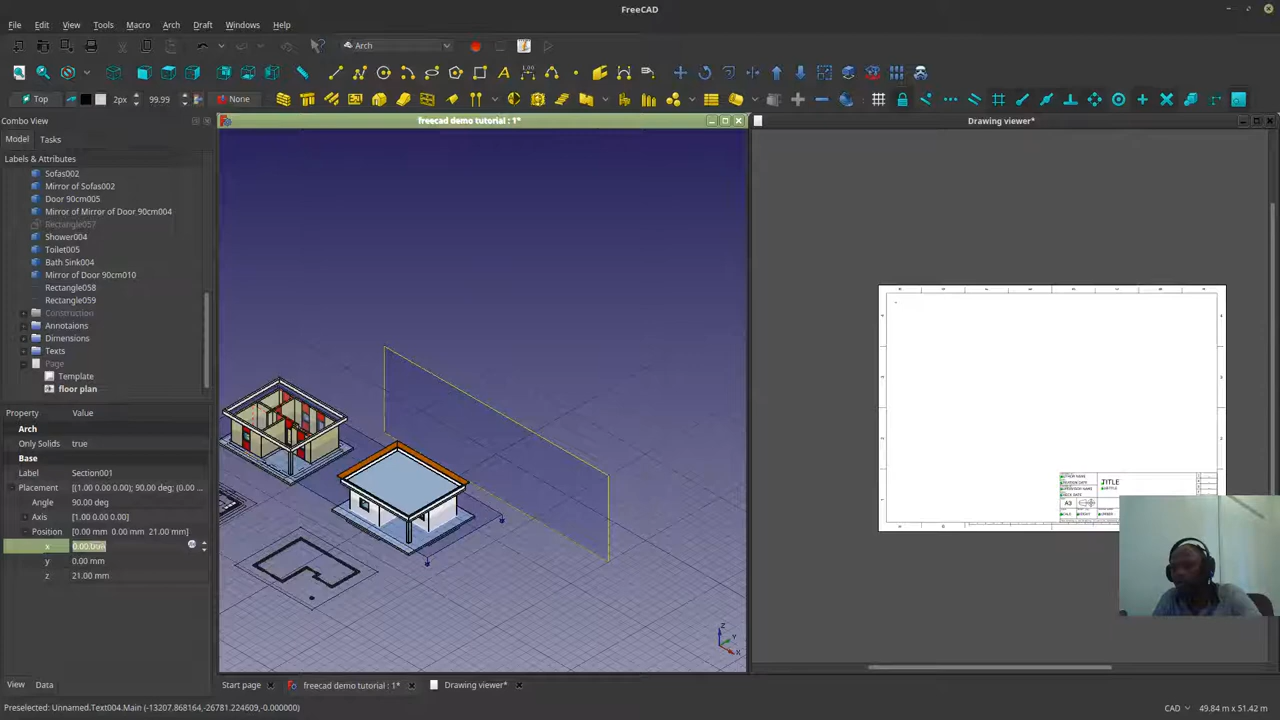 FreeCAD
File Edit View Tools Macro Arch Draft Windows Help
Arch
Top 2px 99.99 None
Combo View
freecad demo tutorial : 1*
Drawing viewer*
Model Tasks
Labels & Attributes
Sofas002
Mirror of Sofas002
Door 90cm005
Mirror of Mirror of Door 90cm004
Rectangle057
Shower004
Toilet005
Bath Sink004
Mirror of Door 90cm010
Rectangle058
Rectangle059
Construction
Annotaions
Dimensions
Texts
Page
Template
floor plan
Property Value
Arch
Only Solids true
Base
Label Section001
Placement [(1.00 0.00 0.00); 90.00 deg; (0.00 ...
Angle 90.00 deg
Axis [1.00 0.00 0.00]
Position [0.00 mm 0.00 mm 21.00 mm]
x 0.00 mm
y 0.00 mm
z 21.00 mm
TITLE
A3
Z
Y
X
View Data
Start page freecad demo tutorial : 1* Drawing viewer*
Preselected: Unnamed.Text004.Main (-13207.868164,-26781.224609,-0.000000)
CAD 49.84 m x 51.42 m